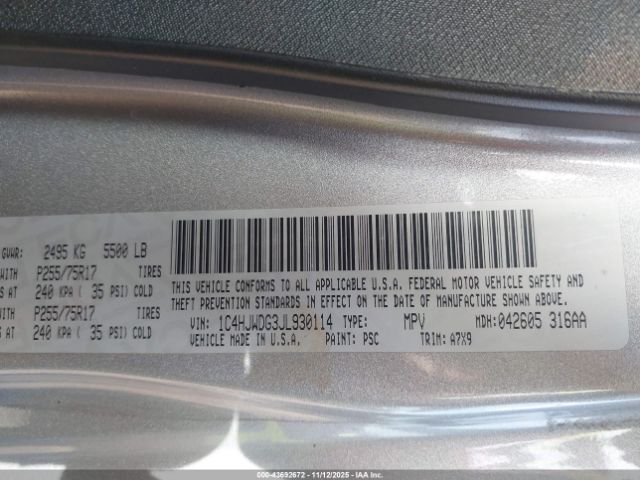 GVWR: 2495 KG 5500 LB
WITH P255/75R17 TIRES
S AT 240 KPA ( 35 PSI) COLD
WITH P255/75R17 TIRES
S AT 240 KPA ( 35 PSI) COLD
THIS VEHICLE CONFORMS TO ALL APPLICABLE U.S.A. FEDERAL MOTOR VEHICLE SAFETY AND
THEFT PREVENTION STANDARDS IN EFFECT ON THE DATE OF MANUFACTURE SHOWN ABOVE.
VIN: 1C4HJWDG3JL930114 TYPE: MPV MDH: 042605 316AA
VEHICLE MADE IN U.S.A. PAINT: PSC TRIM: A7X9
000-43692672 - 11/12/2025 - IAA Inc.